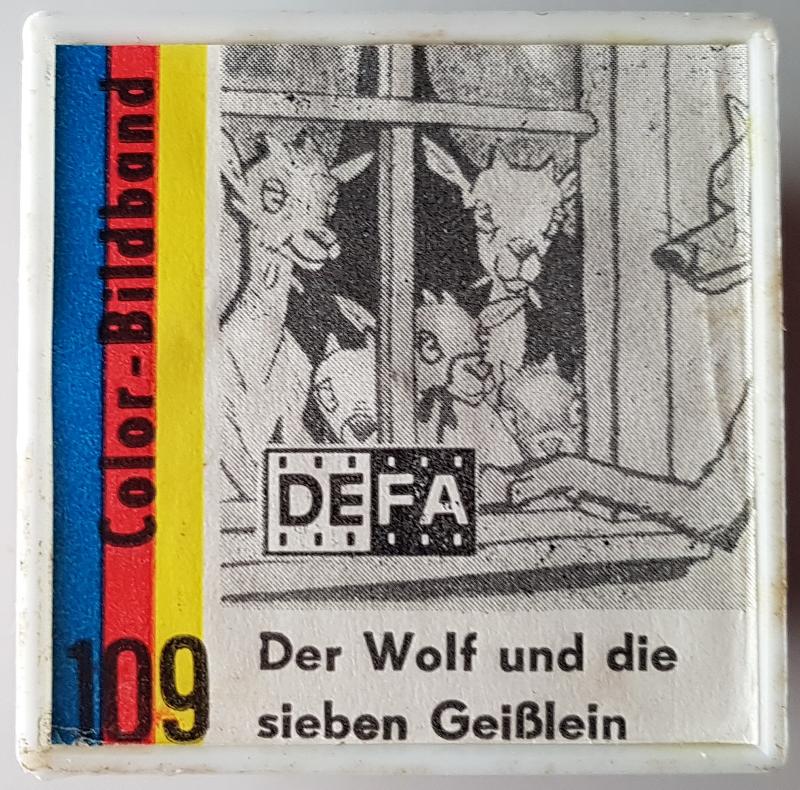 Color-Bildband
DEFA
109
Der Wolf und die
sieben Geißlein